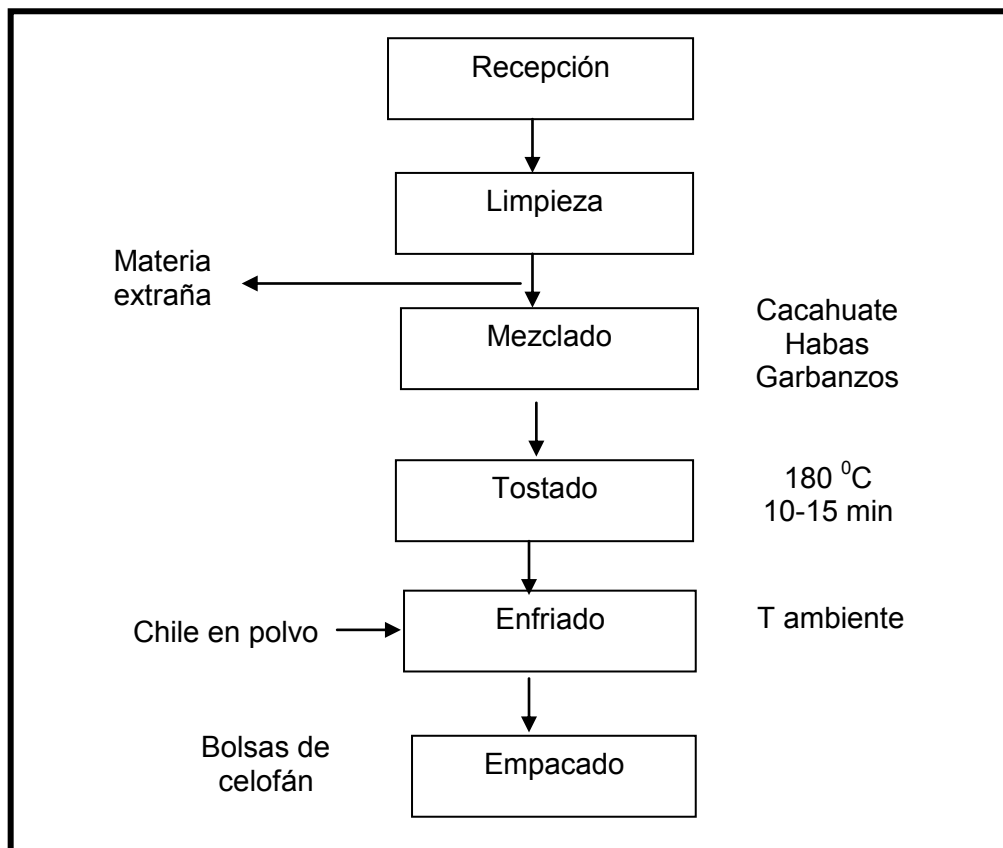 Recepción
Limpieza
Materia
extraña
Mezclado
Cacahuate
Habas
Garbanzos
Tostado
180 ⁰C
10-15 min
Chile en polvo
Enfriado
T ambiente
Bolsas de
celofán
Empacado